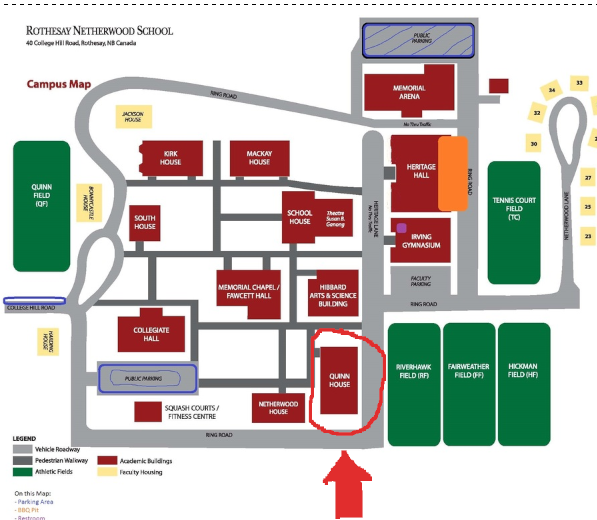 ROTHESAY NETHERWOOD SCHOOL
40 College Hill Road, Rothesay, NB Canada
Campus Map
PUBLIC
PARKING
MEMORIAL
ARENA
RING ROAD
No Thru Traffic
JACKSON
HOUSE
KIRK
HOUSE
MACKAY
HOUSE
HERITAGE
HALL
RING ROAD
34
33
32
30
27
25
23
NETHERWOOD LANE
QUINN
FIELD
(QF)
BONNYCASTLE
HOUSE
SOUTH
HOUSE
SCHOOL
HOUSE
Theatre
Susan B.
Ganong
HERITAGE LANE
No Thru Traffic
IRVING
GYMNASIUM
TENNIS COURT
FIELD
(TC)
MEMORIAL CHAPEL /
FAWCETT HALL
HIBBARD
ARTS & SCIENCE
BUILDING
FACULTY
PARKING
RING ROAD
COLLEGE HILL ROAD
HARDING
HOUSE
COLLEGIATE
HALL
PUBLIC PARKING
QUINN
HOUSE
RIVERHAWK
FIELD (RF)
FAIRWEATHER
FIELD (FF)
HICKMAN
FIELD (HF)
SQUASH COURTS /
FITNESS CENTRE
NETHERWOOD
HOUSE
RING ROAD
LEGEND
Vehicle Roadway
Pedestrian Walkway
Athletic Fields
Academic Buildings
Faculty Housing
On this Map:
- Parking Area
- BBQ Pit
- Restroom